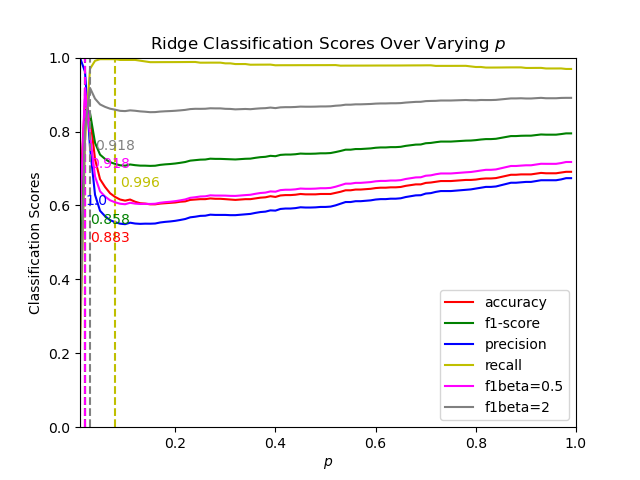 Ridge Classification Scores Over Varying p
Classification Scores
1.0
0.8
0.6
0.4
0.2
0.0
0.918
0.918
0.996
1.0
0.858
0.883
accuracy
f1-score
precision
recall
f1beta=0.5
f1beta=2
0.2
0.4
0.6
0.8
1.0
p